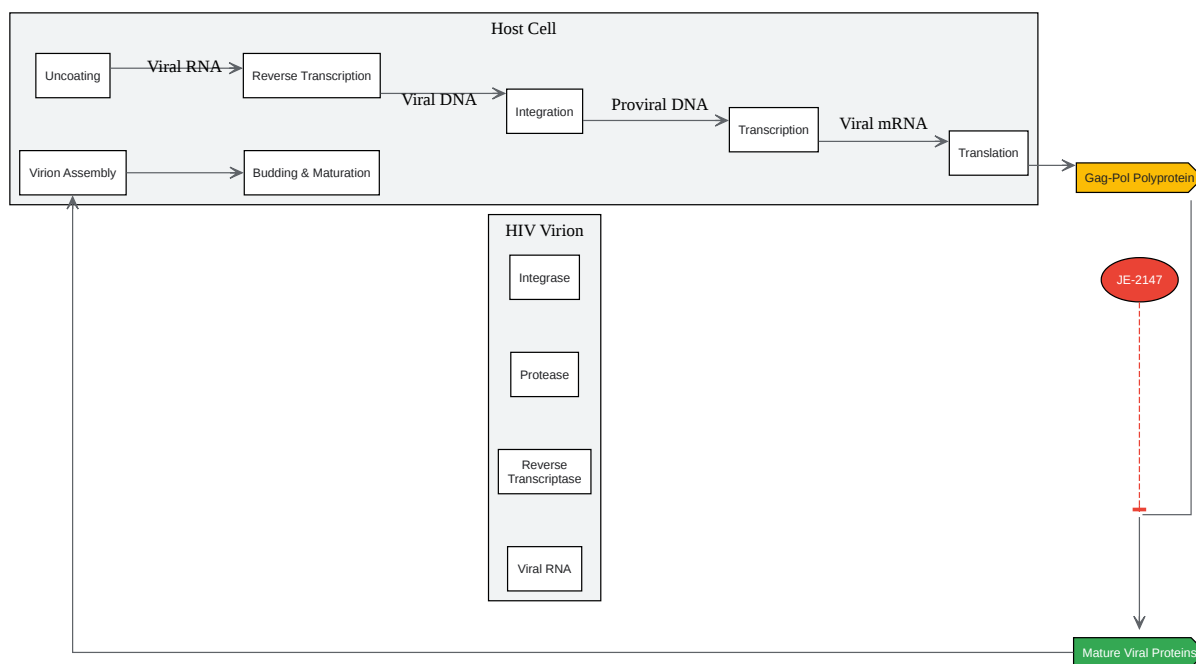 Host Cell
Uncoating
Viral RNA
Reverse Transcription
Viral DNA
Integration
Proviral DNA
Transcription
Viral mRNA
Translation
Virion Assembly
Budding & Maturation
Gag-Pol Polyprotein
HIV Virion
Integrase
JE-2147
Protease
Reverse
Transcriptase
Viral RNA
Mature Viral Proteins